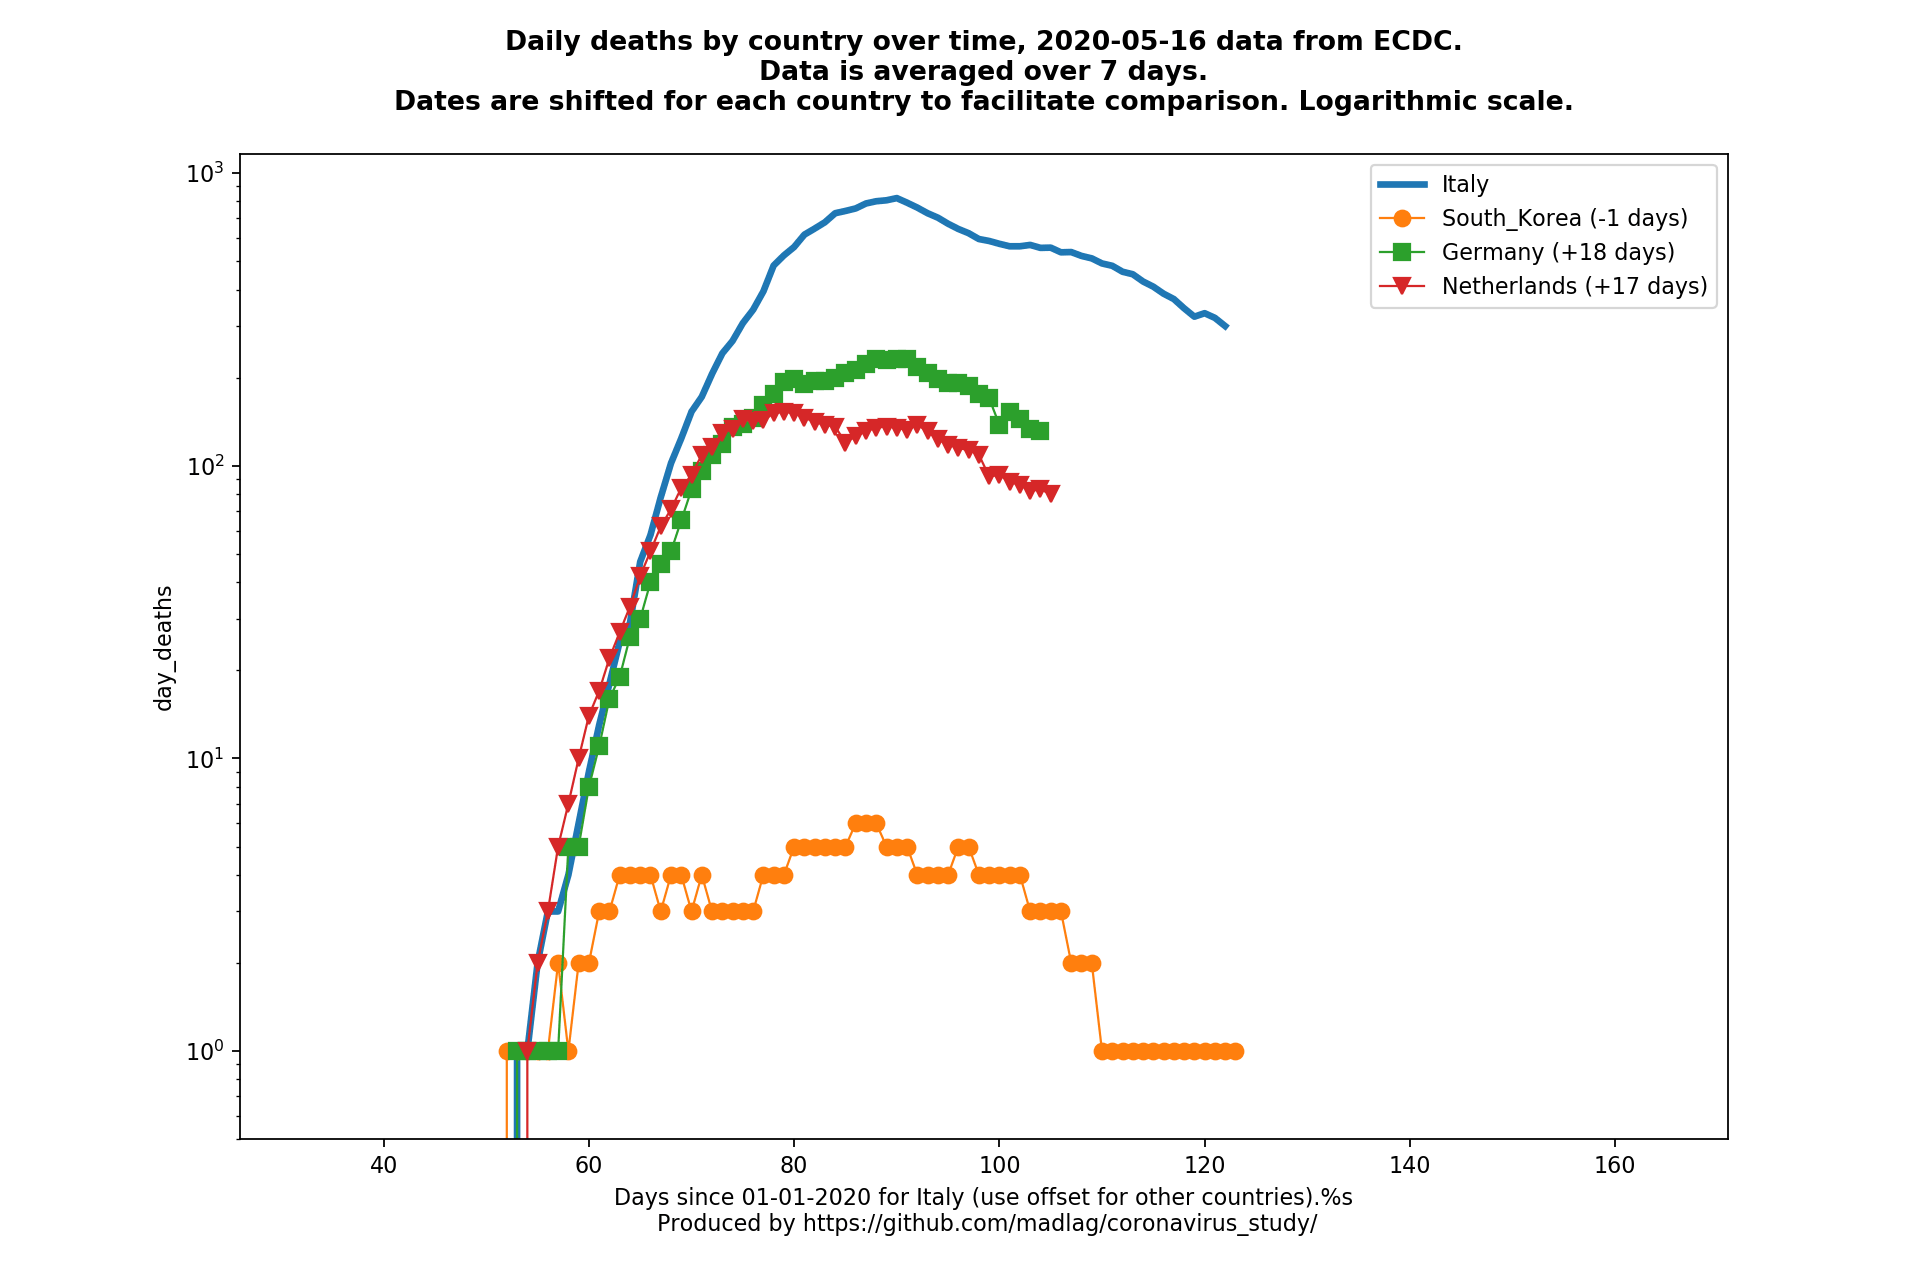 Daily deaths by country over time, 2020-05-16 data from ECDC.
Data is averaged over 7 days.
Dates are shifted for each country to facilitate comparison. Logarithmic scale.
10³
10²
10¹
10⁰
day_deaths
Italy
South_Korea (-1 days)
Germany (+18 days)
Netherlands (+17 days)
40 60 80 100 120 140 160
Days since 01-01-2020 for Italy (use offset for other countries).%s
Produced by https://github.com/madlag/coronavirus_study/